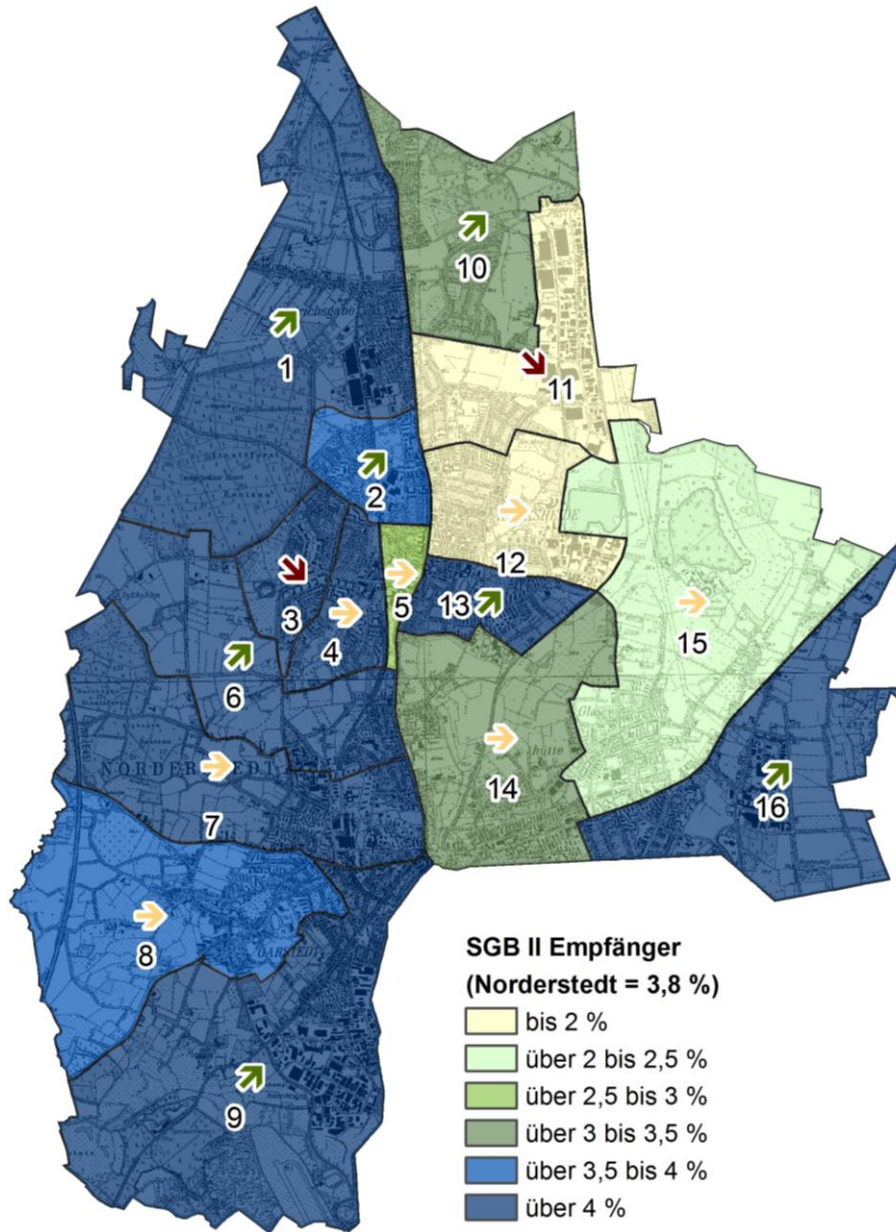 10
1
11
2
12
3
4
5
13
15
6
NORDERSTEDT
14
7
16
8
GARSTEDT
9
SGB II Empfänger
(Norderstedt = 3,8 %)
bis 2 %
über 2 bis 2,5 %
über 2,5 bis 3 %
über 3 bis 3,5 %
über 3,5 bis 4 %
über 4 %